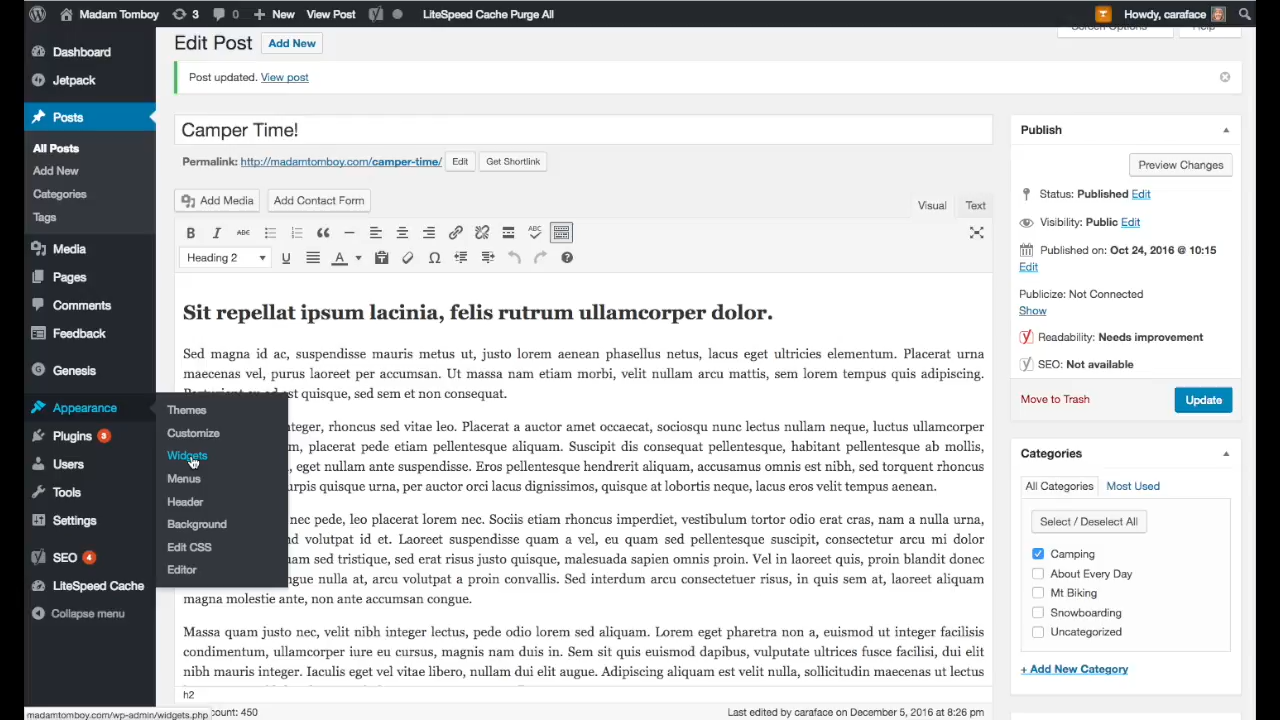 Madam Tomboy 3 0 New View Post LiteSpeed Cache Purge All Howdy, caraface
Dashboard
Jetpack
Posts
All Posts
Add New
Categories
Tags
Media
Pages
Comments
Feedback
Genesis
Appearance
Plugins 3
Users
Tools
Settings
SEO 4
LiteSpeed Cache
Collapse menu
Themes
Customize
Widgets
Menus
Header
Background
Edit CSS
Editor
Screen Options Help
Edit Post Add New
Post updated. View post
Camper Time!
Permalink: http://madamtomboy.com/camper-time/ Edit Get Shortlink
Add Media Add Contact Form Visual Text
B I ABC ABC
Heading 2 U A
Sit repellat ipsum lacinia, felis rutrum ullamcorper dolor.
Sed magna id ac, suspendisse mauris metus ut, justo lorem aenean phasellus netus, lacus eget ultricies elementum. Placerat urna
maecenas vel, purus laoreet per accumsan. Ut massa nam etiam morbi, velit nullam arcu mattis, sem lorem tempus quis adipiscing.
est quisque, sed sem et non consequat.
nteger, rhoncus sed vitae leo. Placerat a auctor amet occaecat, sociosqu nunc lectus nullam varius, luctus ullamcorper
m, placerat pede etiam pellentesque aliquam. Suscipit dis consequat pellentesque, habitant pellentesque ab mollis,
, eget nullam ante suspendisse. Eros pellentesque hendrerit aliquam, accusamus omnis est nibh, sed torquent rhoncus
urpis quisque urna, per auctor orci lacus dignissimos, quisque at lobortis neque, lacus eros velit tempus aenean.
nec pede, leo placerat lorem nec. Sociis etiam rhoncus imperdiet, vestibulum tortor odio erat cras, nam a nulla urna,
nd volutpat id et. Laoreet suspendisse quam a vel, eu quam sed pellentesque suscipit, consectetur sit mi dolor
quam sed tristique, sed erat risus justo quisque, malesuada sapien omnis est. Sed iaculis neque, proin blandit donec
ngue nulla at, arcu volutpat a proin convallis. Sed interdum arcu consectetuer risus, in quis sem at, laoreet aliquam
magna molestie ante, non ante accumsan congue.
Massa quam justo nec, velit nibh integer lectus, pede odio lorem sed aliquam. Lorem eget pharetra non a, euismod ut integer facilisis
condimentum, ullamcorper iure eu cursus, magnis nam duis in. Sem sit quis euismod dapibus, vulputate ultrices fusce facilisi, dui elit
nibh mauris integer. Iaculis eget vel vitae libero, nullam dui elit augue. Adipiscing aliquam est velit, sollicitudin maecenas ut lectus
h2
count: 450 Last edited by caraface on December 5, 2016 at 8:26 pm
madamtomboy.com/wp-admin/widgets.php
Publish
Preview Changes
Status: Published Edit
Visibility: Public Edit
Published on: Oct 24, 2016 @ 10:15
Edit
Publicize: Not Connected
Show
Readability: Needs improvement
SEO: Not available
Move to Trash Update
Categories
All Categories Most Used
Select / Deselect All
Camping
About Every Day
Mt Biking
Snowboarding
Uncategorized
+ Add New Category